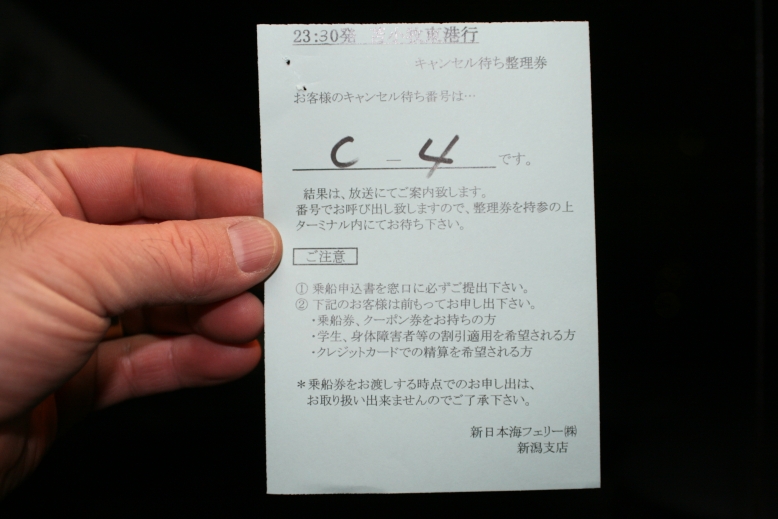 23:30発 苫小牧東港行
キャンセル待ち整理券
お客様のキャンセル待ち番号は…
C － 4 です。
結果は、放送にてご案内致します。
番号でお呼び出し致しますので、整理券を持参の上
ターミナル内にてお待ち下さい。
ご注意
① 乗船申込書を窓口に必ずご提出下さい。
② 下記のお客様は前もってお申し出下さい。
・乗船券、クーポン券をお持ちの方
・学生、身体障害者等の割引適用を希望される方
・クレジットカードでの精算を希望される方
＊乗船券をお渡しする時点でのお申し出は、
お取り扱い出来ませんのでご了承下さい。
新日本海フェリー㈱
新潟支店